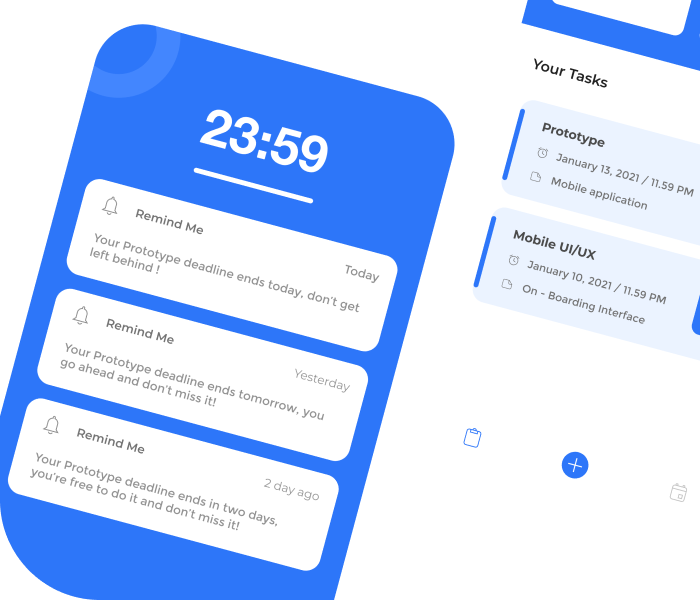 23:59
Remind Me
Today
Your Prototype deadline ends today, don't get
left behind !
Remind Me
Yesterday
Your Prototype deadline ends tomorrow, you
go ahead and don't miss it!
Remind Me
2 day ago
Your Prototype deadline ends in two days,
you're free to do it and don't miss it!
Your Tasks
Prototype
January 13, 2021 / 11.59 PM
Mobile application
Mobile UI/UX
January 10, 2021 / 11.59 PM
On - Boarding Interface